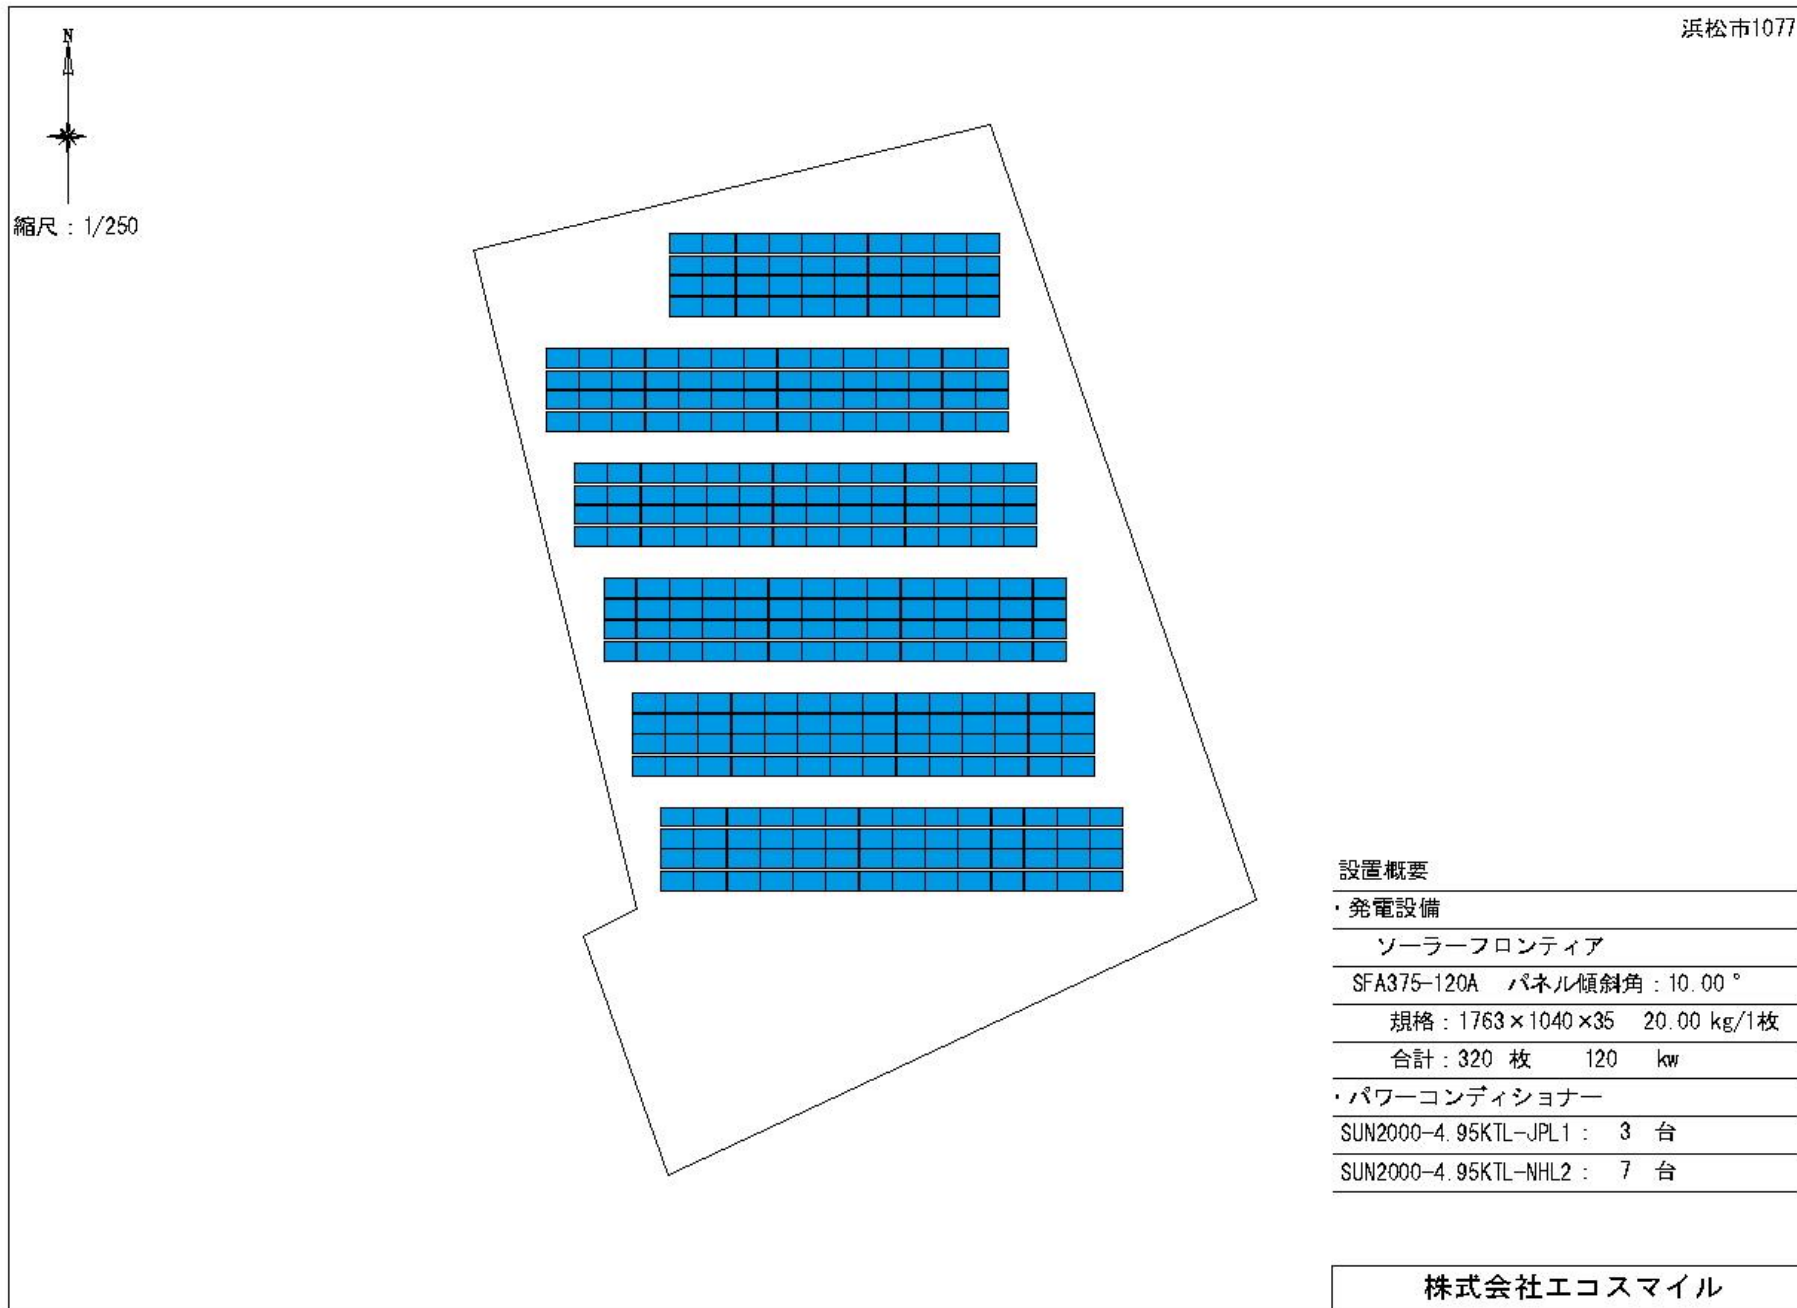 浜松市1077
N
縮尺：1/250
設置概要
・発電設備
ソーラーフロンティア
SFA375-120A パネル傾斜角：10.00°
規格：1763×1040×35 20.00 kg/1枚
合計：320 枚 120 kw
・パワーコンディショナー
SUN2000-4.95KTL-JPL1： 3 台
SUN2000-4.95KTL-NHL2： 7 台
株式会社エコスマイル